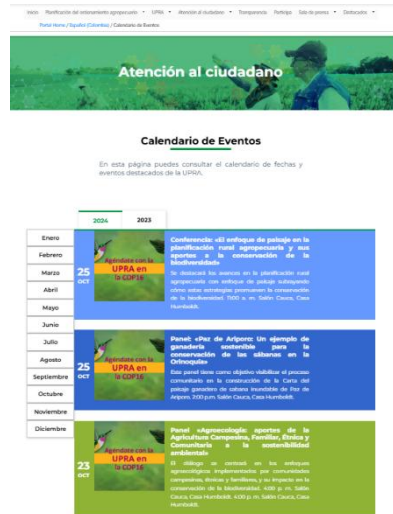 Inicio Planificación del ordenamiento agropecuario UPRA Atención al ciudadano Transparencia Participa Sala de prensa Destacados
Portal Home / Español (Colombia) / Calendario de Eventos
Atención al ciudadano
Calendario de Eventos
En esta página puedes consultar el calendario de fechas y
eventos destacados de la UPRA.
2024 2023
Enero
Febrero
Marzo
Abril
Mayo
Junio
Julio
Agosto
Septiembre
Octubre
Noviembre
Diciembre
25
OCT
Agéndate con la
UPRA en
la COP16
Conferencia: «El enfoque de paisaje en la
planificación rural agropecuaria y sus
aportes a la conservación de la
biodiversidad»
Se destacará los avances en la planificación rural
agropecuaria con enfoque de paisaje subrayando
cómo estas estrategias promueven la conservación
de la biodiversidad. 11:00 a. m. Salón Cauca, Casa
Humboldt.
25
OCT
Agéndate con la
UPRA en
la COP16
Panel: «Paz de Ariporo: Un ejemplo de
ganadería sostenible para la
conservación de las sábanas en la
Orinoquia»
Este panel tiene como objetivo visibilizar el proceso
comunitario en la construcción de la Carta del
paisaje ganadero de sabana inundable de Paz de
Ariporo. 2:00 p.m. Salón Cauca, Casa Humboldt.
23
OCT
Agéndate con la
UPRA en
la COP16
Panel «Agroecología: aportes de la
Agricultura Campesina, Familiar, Étnica y
Comunitaria a la sostenibilidad
ambiental»
El diálogo se centrará en los enfoques
agroecológicos implementados por comunidades
campesinas, étnicas y familiares, y su impacto en la
conservación de la biodiversidad. 4:00 p. m. Salón
Cauca, Casa Humboldt. 4:00 p. m. Salón Cauca, Casa
Humboldt.